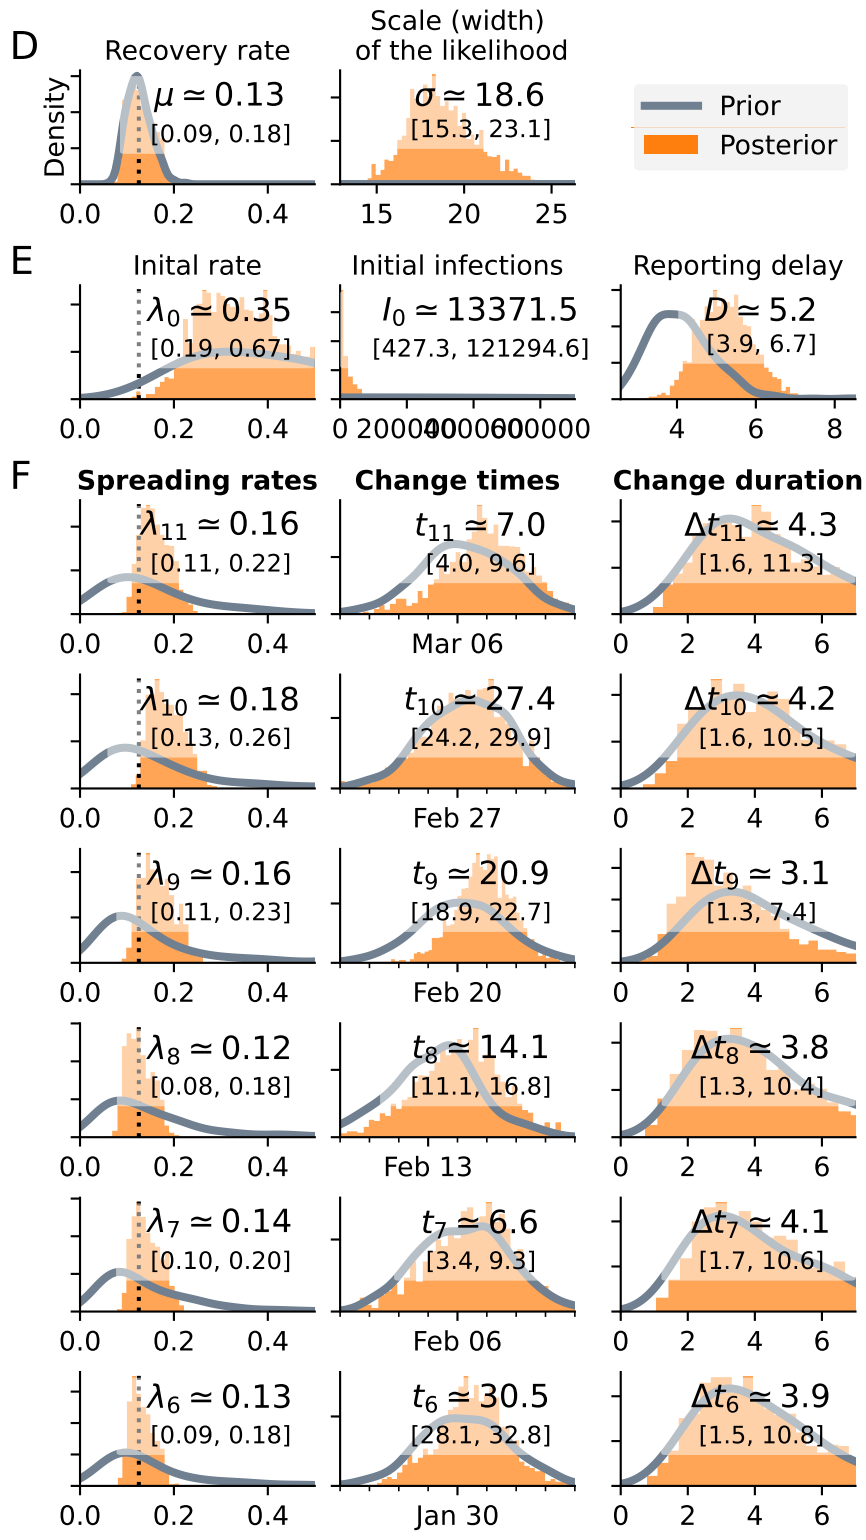 D
Recovery rate
Scale (width)
of the likelihood
Density
μ ≃ 0.13
[0.09, 0.18]
σ ≃ 18.6
[15.3, 23.1]
Prior
Posterior
0.0 0.2 0.4
15 20 25
E
Inital rate
Initial infections
Reporting delay
λ0 ≃ 0.35
[0.19, 0.67]
I0 ≃ 13371.5
[427.3, 121294.6]
D ≃ 5.2
[3.9, 6.7]
0.0 0.2 0.4
0 200000 400000 600000
4 6 8
F
Spreading rates Change times Change duration
λ11 ≃ 0.16
[0.11, 0.22]
t11 ≃ 7.0
[4.0, 9.6]
Δt11 ≃ 4.3
[1.6, 11.3]
0.0 0.2 0.4
Mar 06
0 2 4 6
λ10 ≃ 0.18
[0.13, 0.26]
t10 ≃ 27.4
[24.2, 29.9]
Δt10 ≃ 4.2
[1.6, 10.5]
0.0 0.2 0.4
Feb 27
0 2 4 6
λ9 ≃ 0.16
[0.11, 0.23]
t9 ≃ 20.9
[18.9, 22.7]
Δt9 ≃ 3.1
[1.3, 7.4]
0.0 0.2 0.4
Feb 20
0 2 4 6
λ8 ≃ 0.12
[0.08, 0.18]
t8 ≃ 14.1
[11.1, 16.8]
Δt8 ≃ 3.8
[1.3, 10.4]
0.0 0.2 0.4
Feb 13
0 2 4 6
λ7 ≃ 0.14
[0.10, 0.20]
t7 ≃ 6.6
[3.4, 9.3]
Δt7 ≃ 4.1
[1.7, 10.6]
0.0 0.2 0.4
Feb 06
0 2 4 6
λ6 ≃ 0.13
[0.09, 0.18]
t6 ≃ 30.5
[28.1, 32.8]
Δt6 ≃ 3.9
[1.5, 10.8]
0.0 0.2 0.4
Jan 30
0 2 4 6